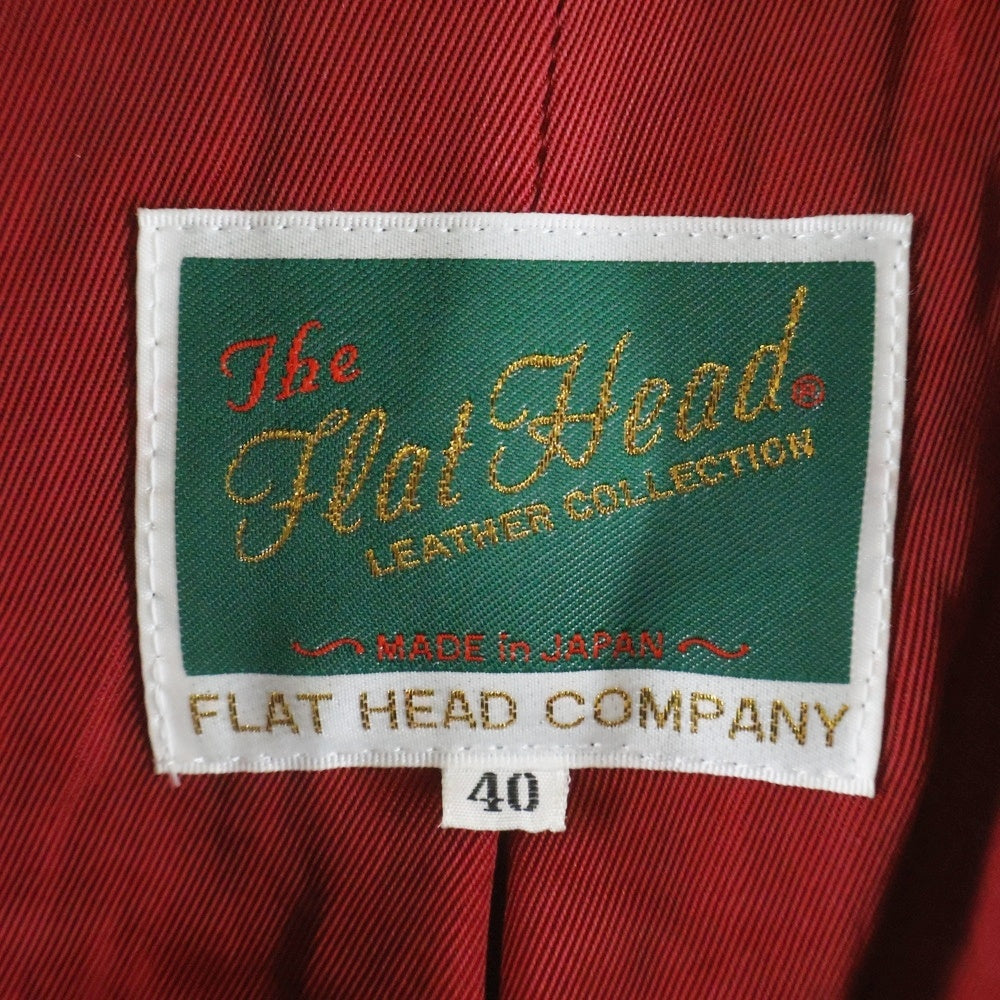 The
Flat Head®
LEATHER COLLECTION
MADE in JAPAN
FLAT HEAD COMPANY
40